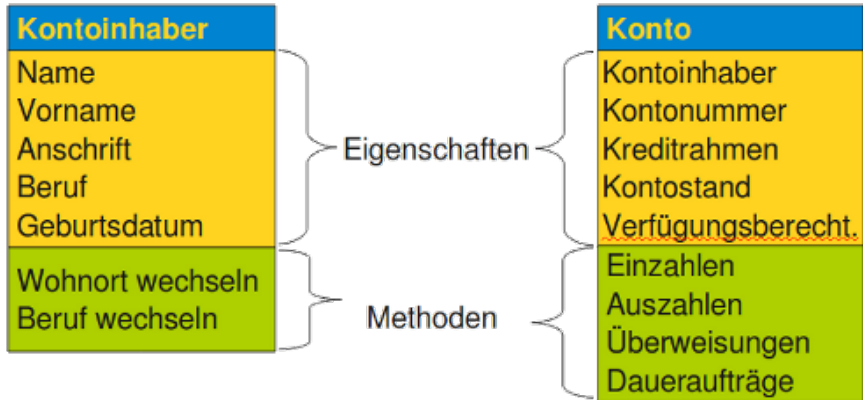 Kontoinhaber
Name
Vorname
Anschrift
Beruf
Geburtsdatum
Wohnort wechseln
Beruf wechseln
Eigenschaften
Methoden
Konto
Kontoinhaber
Kontonummer
Kreditrahmen
Kontostand
Verfügungsberecht.
Einzahlen
Auszahlen
Überweisungen
Daueraufträge